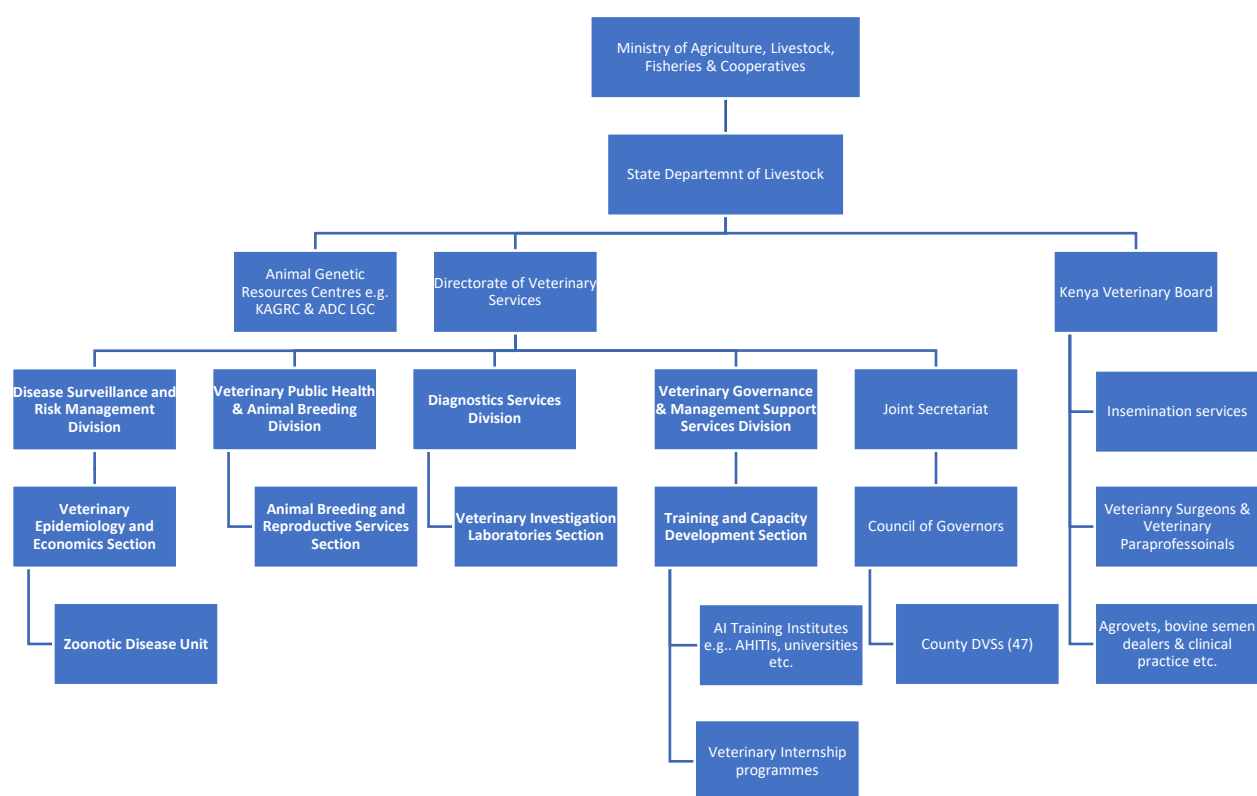 Ministry of Agriculture, Livestock,
Fisheries & Cooperatives
State Departemnt of Livestock
Animal Genetic
Resources Centres e.g.
KAGRC & ADC LGC
Directorate of Veterinary
Services
Kenya Veterinary Board
Disease Surveillance and
Risk Management
Division
Veterinary Public Health
& Animal Breeding
Division
Diagnostics Services
Division
Veterinary Governance
& Management Support
Services Division
Joint Secretariat
Insemination services
Veterinary
Epidemiology and
Economics Section
Animal Breeding and
Reproductive Services
Section
Veterinary Investigation
Laboratories Section
Training and Capacity
Development Section
Council of Governors
Veterianry Surgeons &
Veterinary
Paraprofessoinals
Zoonotic Disease Unit
AI Training Institutes
e.g.. AHITIs, universities
etc.
County DVSs (47)
Agrovets, bovine semen
dealers & clinical
practice etc.
Veterinary Internship
programmes